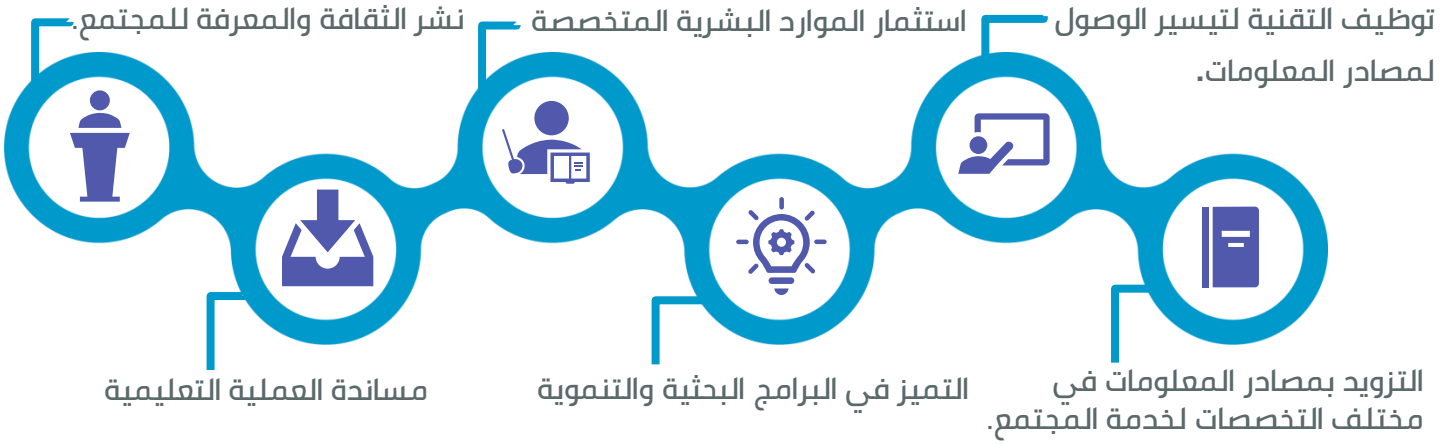 توظيف التقنية لتيسير الوصول
لمصادر المعلومات.
استثمار الموارد البشرية المتخصصة
نشر الثقافة والمعرفة للمجتمع.
التزويد بمصادر المعلومات في
مختلف التخصصات لخدمة المجتمع.
التميز في البرامج البحثية والتنموية
مساندة العملية التعليمية